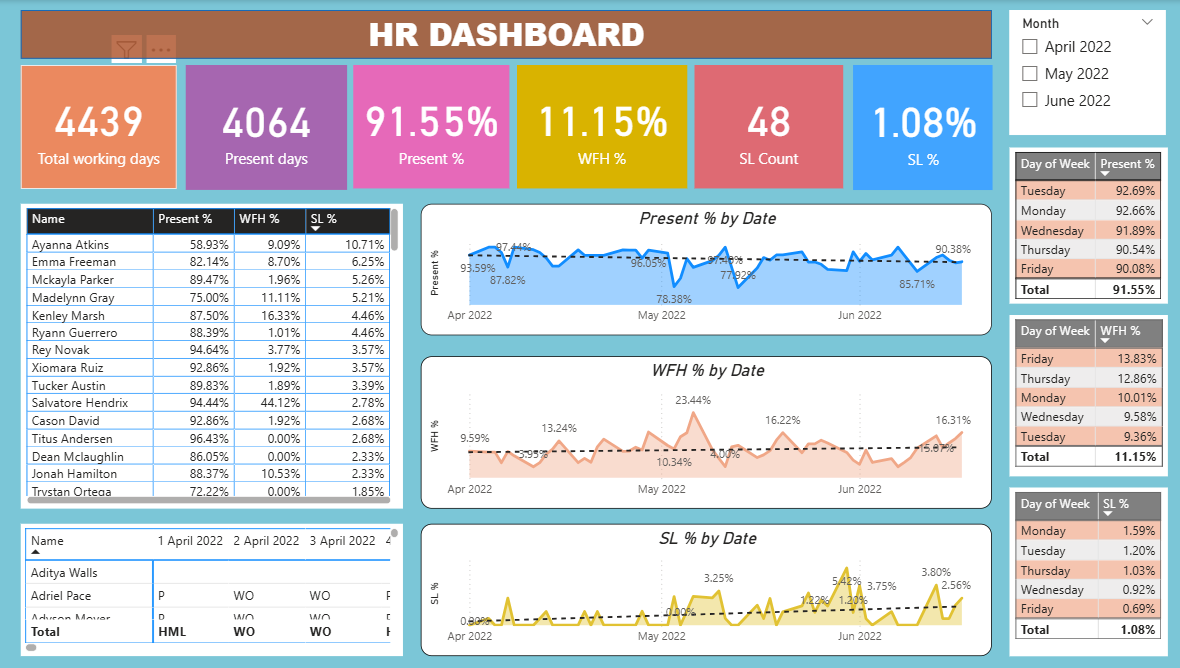 HR DASHBOARD
Month
April 2022
May 2022
June 2022
4439
Total working days
4064
Present days
91.55%
Present %
11.15%
WFH %
48
SL Count
1.08%
SL %
Name Present % WFH % SL %
Ayanna Atkins 58.93% 9.09% 10.71%
Emma Freeman 82.14% 8.70% 6.25%
Mckayla Parker 89.47% 1.96% 5.26%
Madelynn Gray 75.00% 11.11% 5.21%
Kenley Marsh 87.50% 16.33% 4.46%
Ryann Guerrero 88.39% 1.01% 4.46%
Rey Novak 94.64% 3.77% 3.57%
Xiomara Ruiz 92.86% 1.92% 3.57%
Tucker Austin 89.83% 1.89% 3.39%
Salvatore Hendrix 94.44% 44.12% 2.78%
Cason David 92.86% 1.92% 2.68%
Titus Andersen 96.43% 0.00% 2.68%
Dean Mclaughlin 86.05% 0.00% 2.33%
Jonah Hamilton 88.37% 10.53% 2.33%
Trystan Ortega 72.22% 0.00% 1.85%
Name 1 April 2022 2 April 2022 3 April 2022 4
Aditya Walls
Adriel Pace P WO WO
Adyson Moyer P WO WO
Total HML WO WO
Present % by Date
Present %
93.59%
97.44%
87.82%
96.05%
78.38%
77.92%
85.71%
90.38%
Apr 2022 May 2022 Jun 2022
WFH % by Date
WFH %
9.59%
3.95%
13.24%
10.34%
23.44%
4.00%
16.22%
15.07%
16.31%
Apr 2022 May 2022 Jun 2022
SL % by Date
SL %
0.00%
0.00%
3.25%
1.22%
5.42%
1.20%
3.75%
3.80%
2.56%
Apr 2022 May 2022 Jun 2022
Day of Week Present %
Tuesday 92.69%
Monday 92.66%
Wednesday 91.89%
Thursday 90.54%
Friday 90.08%
Total 91.55%
Day of Week WFH %
Friday 13.83%
Thursday 12.86%
Monday 10.01%
Wednesday 9.58%
Tuesday 9.36%
Total 11.15%
Day of Week SL %
Monday 1.59%
Tuesday 1.20%
Thursday 1.03%
Wednesday 0.92%
Friday 0.69%
Total 1.08%